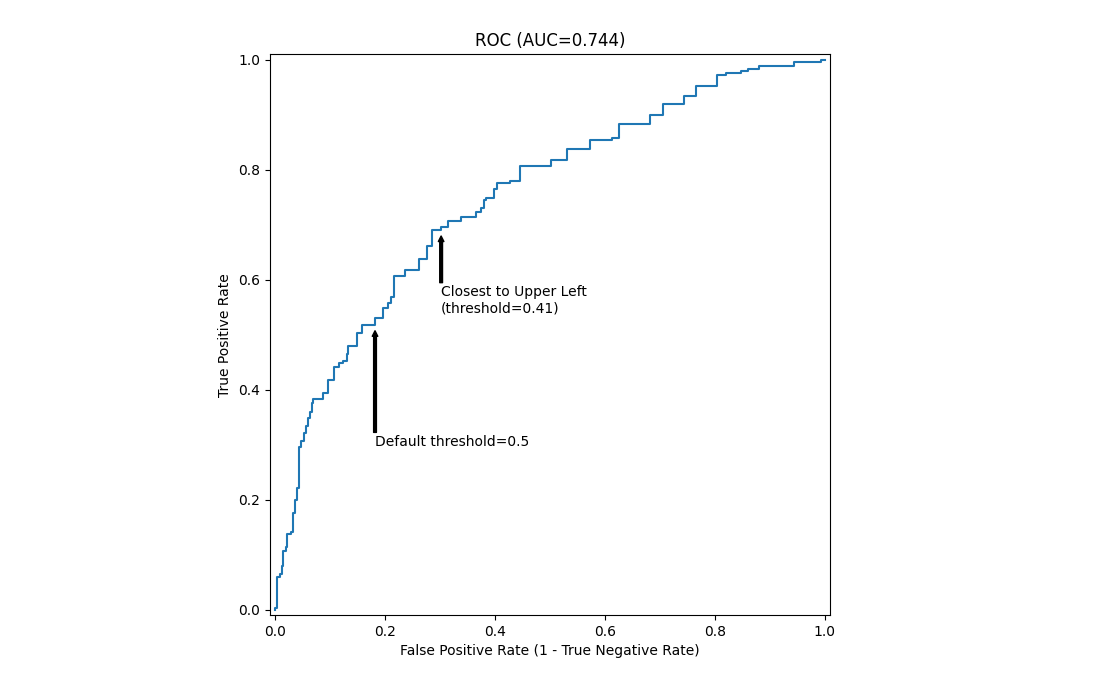 ROC (AUC=0.744)
1.0
0.8
0.6
0.4
0.2
0.0
True Positive Rate
Closest to Upper Left
(threshold=0.41)
Default threshold=0.5
0.0 0.2 0.4 0.6 0.8 1.0
False Positive Rate (1 - True Negative Rate)